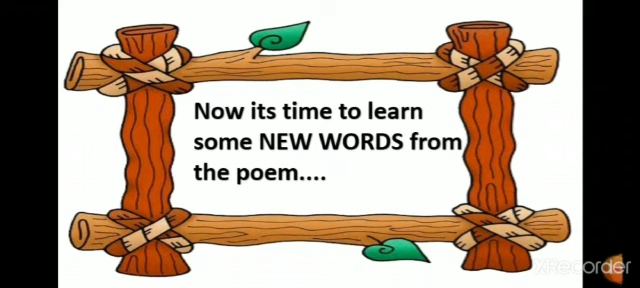 Now its time to learn
some NEW WORDS from
the poem....
XRecorder